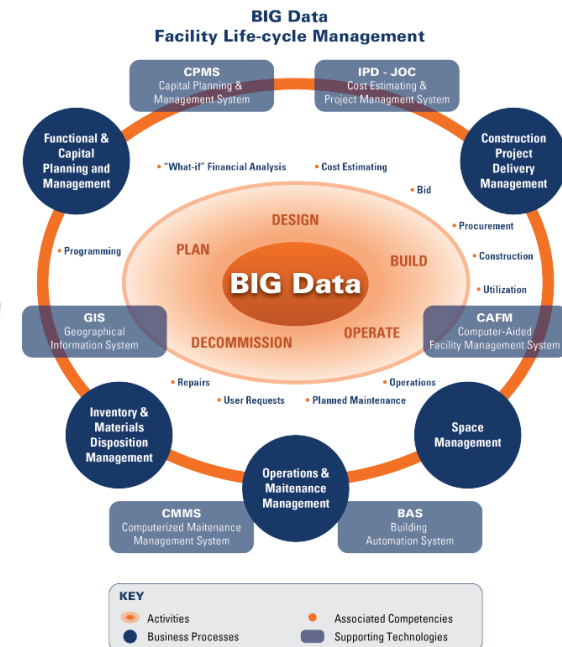 BIG Data
Facility Life-cycle Management
CPMS
Capital Planning &
Management System
IPD - JOC
Cost Estimating &
Project Managment System
Functional &
Capital
Planning and
Management
Construction
Project
Delivery
Management
• "What-if" Financial Analysis
• Cost Estimating
• Bid
• Procurement
• Construction
• Utilization
• Programming
DESIGN
PLAN
BUILD
BIG Data
DECOMMISSION
OPERATE
GIS
Geographical
Information System
CAFM
Computer-Aided
Facility Management System
• Repairs
• User Requests
• Planned Maintenance
• Operations
Inventory &
Materials
Disposition
Management
Operations &
Maitenance
Management
Space
Management
CMMS
Computerized Maitenance
Management System
BAS
Building
Automation System
KEY
Activities
Associated Competencies
Business Processes
Supporting Technologies